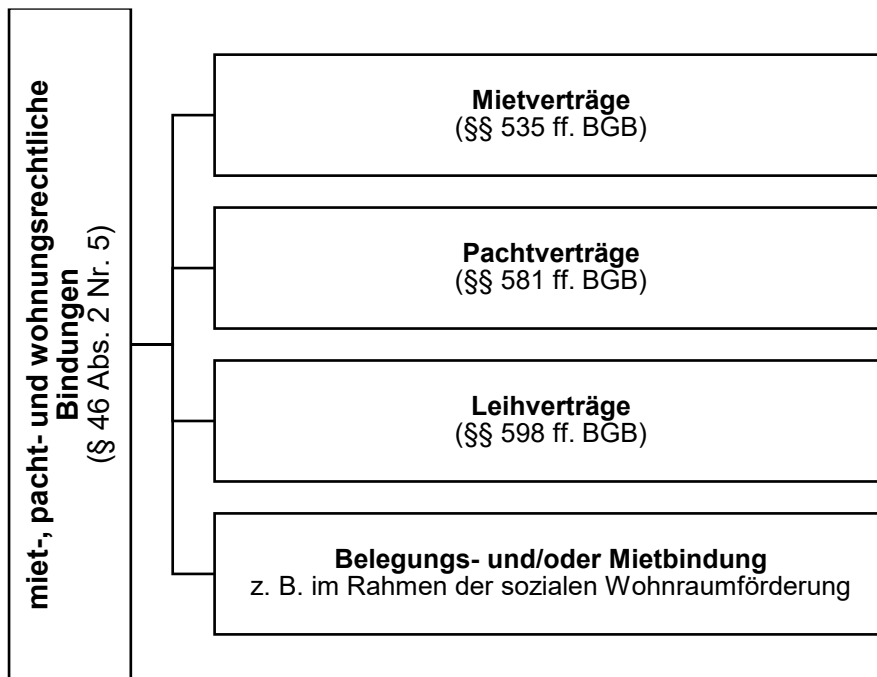 miet-, pacht- und wohnungsrechtliche
Bindungen
(§ 46 Abs. 2 Nr. 5)
Mietverträge
(§§ 535 ff. BGB)
Pachtverträge
(§§ 581 ff. BGB)
Leihverträge
(§§ 598 ff. BGB)
Belegungs- und/oder Mietbindung
z. B. im Rahmen der sozialen Wohnraumförderung